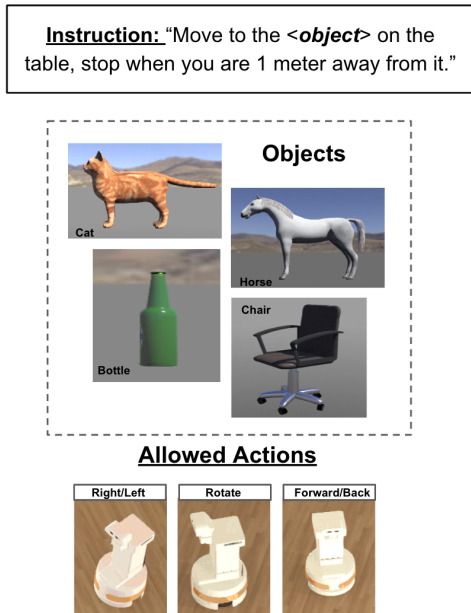 Instruction: “Move to the <object> on the
table, stop when you are 1 meter away from it.”
Objects
Cat
Horse
Bottle
Chair
Allowed Actions
Right/Left
Rotate
Forward/Back